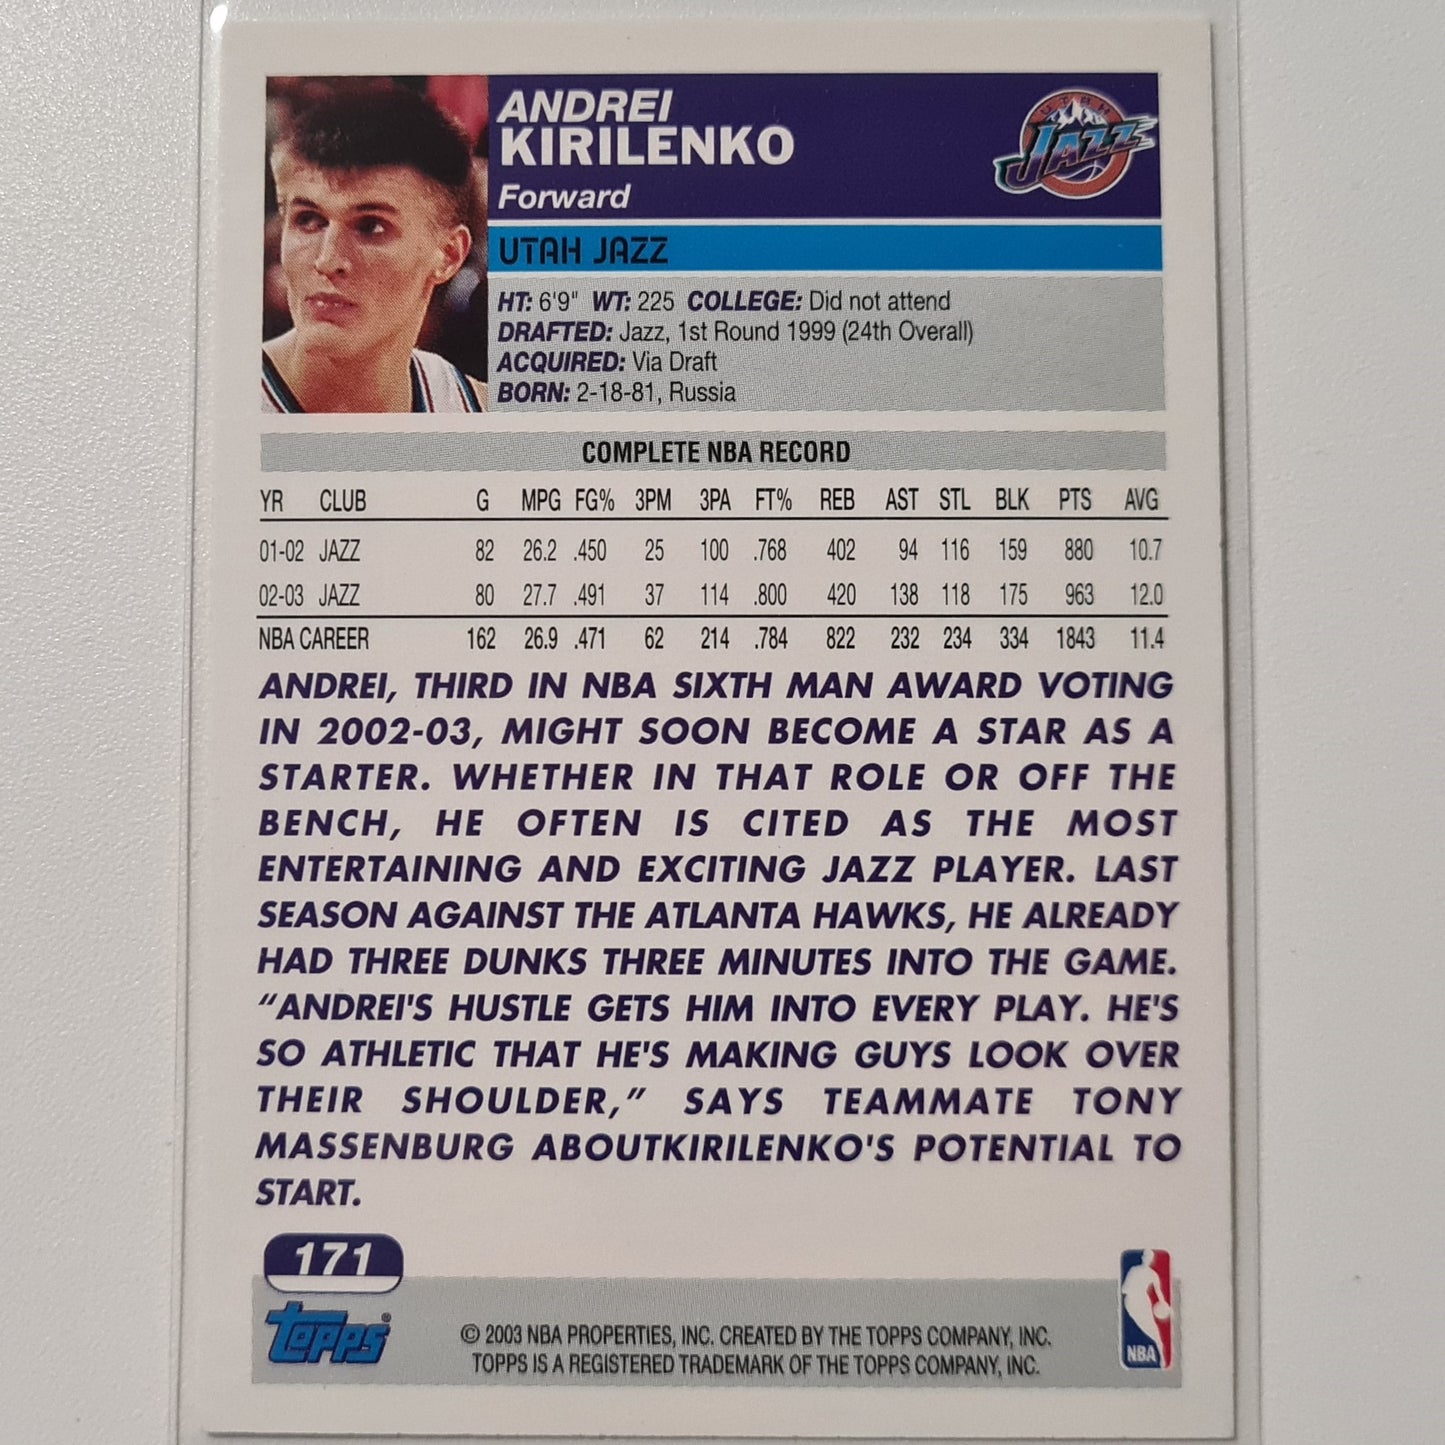 ANDREI
KIRILENKO
Forward
UTAH JAZZ
UTAH JAZZ
HT: 6'9" WT: 225 COLLEGE: Did not attend
DRAFTED: Jazz, 1st Round 1999 (24th Overall)
ACQUIRED: Via Draft
BORN: 2-18-81, Russia
COMPLETE NBA RECORD
YR CLUB G MPG FG% 3PM 3PA FT% REB AST STL BLK PTS AVG
01-02 JAZZ 82 26.2 .450 25 100 .768 402 94 116 159 880 10.7
02-03 JAZZ 80 27.7 .491 37 114 .800 420 138 118 175 963 12.0
NBA CAREER 162 26.9 .471 62 214 .784 822 232 234 334 1843 11.4
ANDREI, THIRD IN NBA SIXTH MAN AWARD VOTING
IN 2002-03, MIGHT SOON BECOME A STAR AS A
STARTER. WHETHER IN THAT ROLE OR OFF THE
BENCH, HE OFTEN IS CITED AS THE MOST
ENTERTAINING AND EXCITING JAZZ PLAYER. LAST
SEASON AGAINST THE ATLANTA HAWKS, HE ALREADY
HAD THREE DUNKS THREE MINUTES INTO THE GAME.
“ANDREI'S HUSTLE GETS HIM INTO EVERY PLAY. HE'S
SO ATHLETIC THAT HE'S MAKING GUYS LOOK OVER
THEIR SHOULDER,” SAYS TEAMMATE TONY
MASSENBURG ABOUTKIRILENKO'S POTENTIAL TO
START.
171
Topps®
© 2003 NBA PROPERTIES, INC. CREATED BY THE TOPPS COMPANY, INC.
TOPPS IS A REGISTERED TRADEMARK OF THE TOPPS COMPANY, INC.
NBA